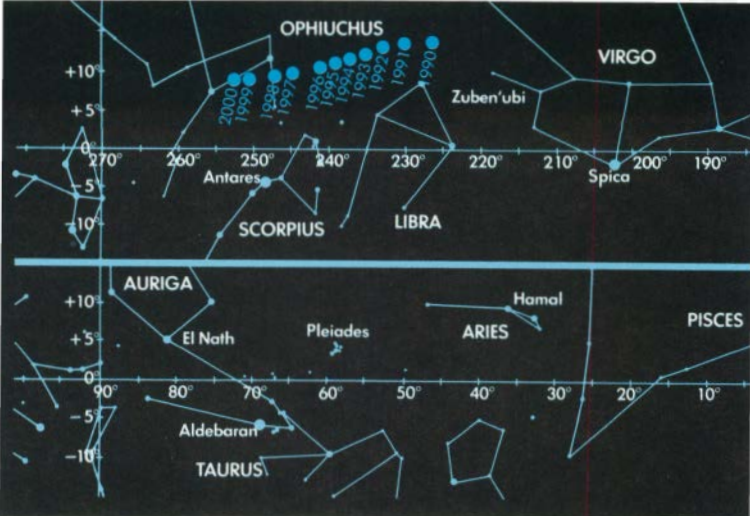 OPHIUCHUS
VIRGO
+10°
2000
1999
1998
1997
1996
1995
1994
1993
1992
1991
1990
Zuben'ubi
+5°
0°
270°
260°
250°
240°
230°
220°
210°
200°
190°
Antares
Spica
−5°
−10°
SCORPIUS
LIBRA
AURIGA
+10°
Hamal
PISCES
+5°
El Nath
Pleiades
ARIES
0°
90°
80°
70°
60°
50°
40°
30°
20°
10°
−5°
Aldebaran
−10°
TAURUS